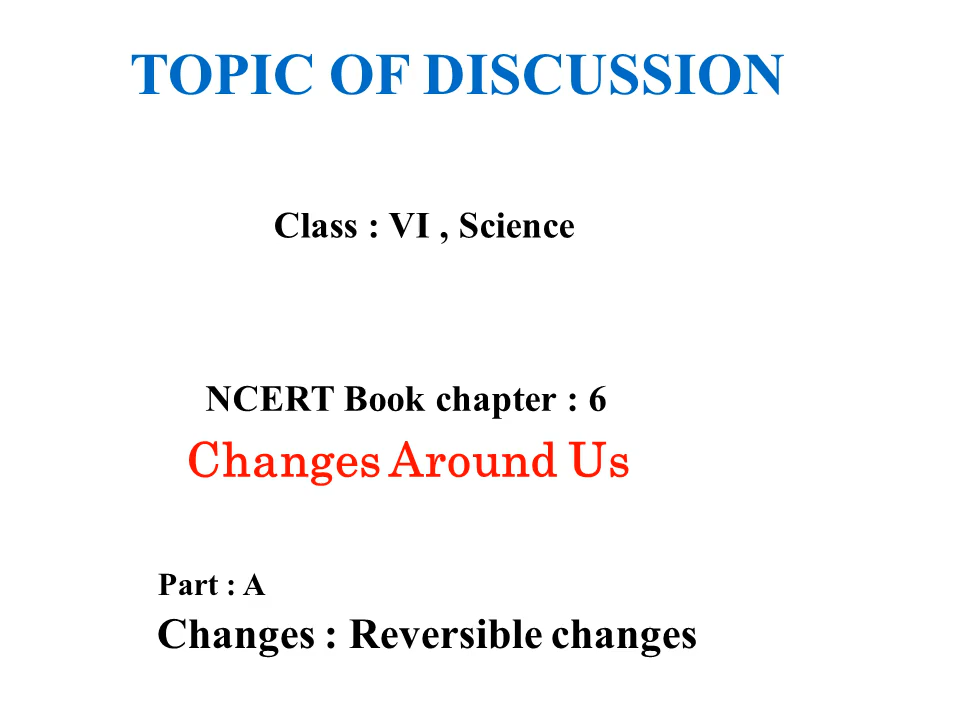 TOPIC OF DISCUSSION
Class : VI , Science
NCERT Book chapter : 6
Changes Around Us
Part : A
Changes : Reversible changes